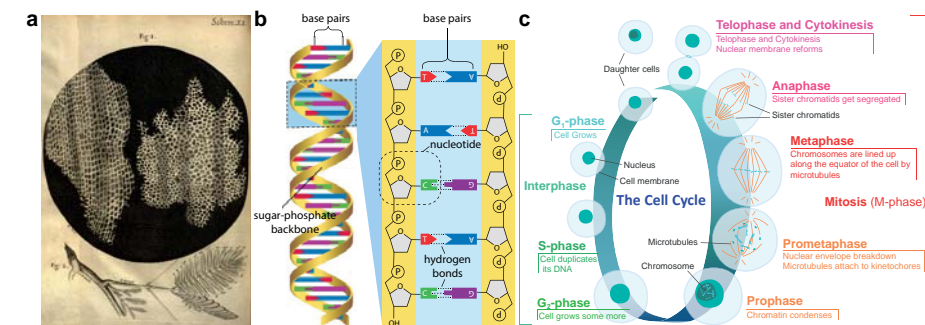 a
Schem. XI
Fig 1.
Fig. 2.
b
base pairs
sugar-phosphate
backbone
base pairs
HO
P
P
T
A
P
P
A
T
nucleotide
P
P
C
G
P
P
T
A
hydrogen
bonds
P
P
C
G
P
OH
c
The Cell Cycle
Telophase and Cytokinesis
Telophase and Cytokinesis
Nuclear membrane reforms
Daughter cells
Anaphase
Sister chromatids get segregated
Sister chromatids
G1-phase
Cell Grows
Metaphase
Chromosomes are lined up
along the equator of the cell by
microtubules
Nucleus
Cell membrane
Interphase
Mitosis (M-phase)
S-phase
Cell duplicates
its DNA
Microtubules
Prometaphase
Nuclear envelope breakdown
Microtubules attach to kinetochores
Chromosome
G2-phase
Cell grows some more
Prophase
Chromatin condenses